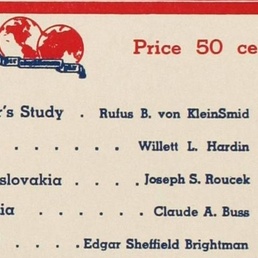 Price 50 ce
r's Study . Rufus B. von KleinSmid
. . . . . Willett L. Hardin
slovakia . . . Joseph S. Roucek
ia . . . . . Claude A. Buss
. . . . Edgar Sheffield Brightman